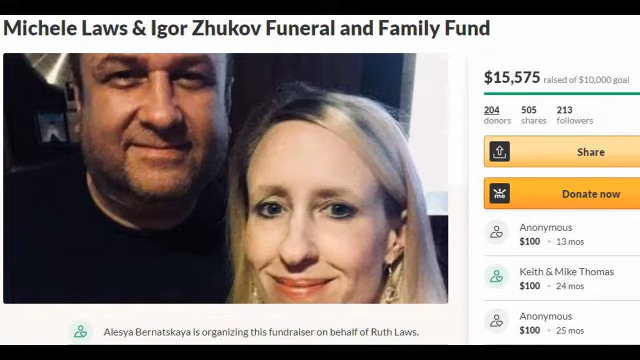 Michele Laws & Igor Zhukov Funeral and Family Fund
$15,575 raised of $10,000 goal
204 505 213
donors shares followers
Share
me Donate now
Anonymous
$100 • 13 mos
Keith & Mike Thomas
$100 • 24 mos
Anonymous
$100 • 25 mos
Alesya Bernatskaya is organizing this fundraiser on behalf of Ruth Laws.